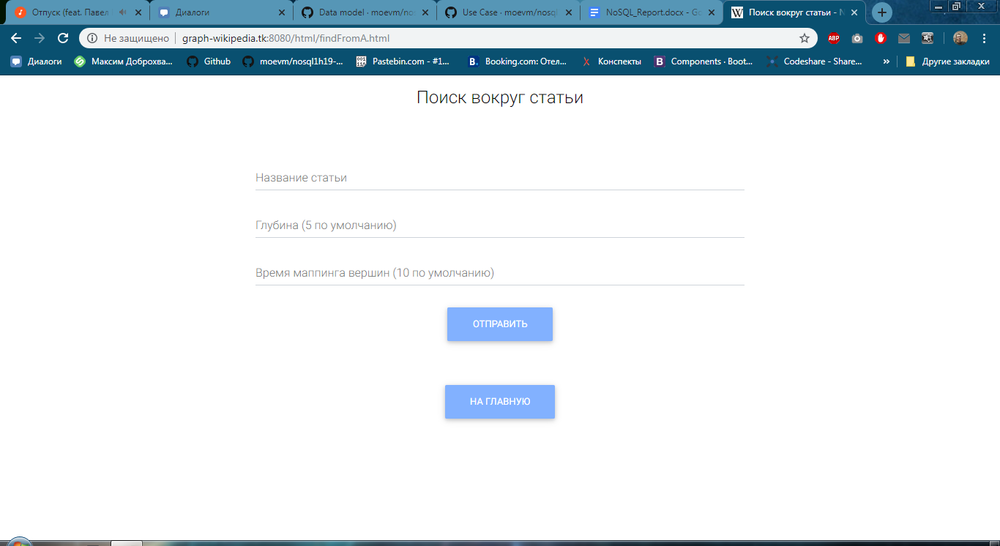 Отпуск (feat. Павел
Диалоги
Data model · moevm/nos
Use Case · moevm/nosql
NoSQL_Report.docx - Go
Поиск вокруг статьи - N
Не защищено
graph-wikipedia.tk:8080/html/findFromA.html
ABP
Диалоги
Максим Доброхва...
Github
moevm/nosql1h19-...
Pastebin.com - #1...
B.
Booking.com: Отел...
Конспекты
B
Components · Boot...
Codeshare - Share...
»
Другие закладки
Поиск вокруг статьи
Название статьи
Глубина (5 по умолчанию)
Время маппинга вершин (10 по умолчанию)
ОТПРАВИТЬ
НА ГЛАВНУЮ